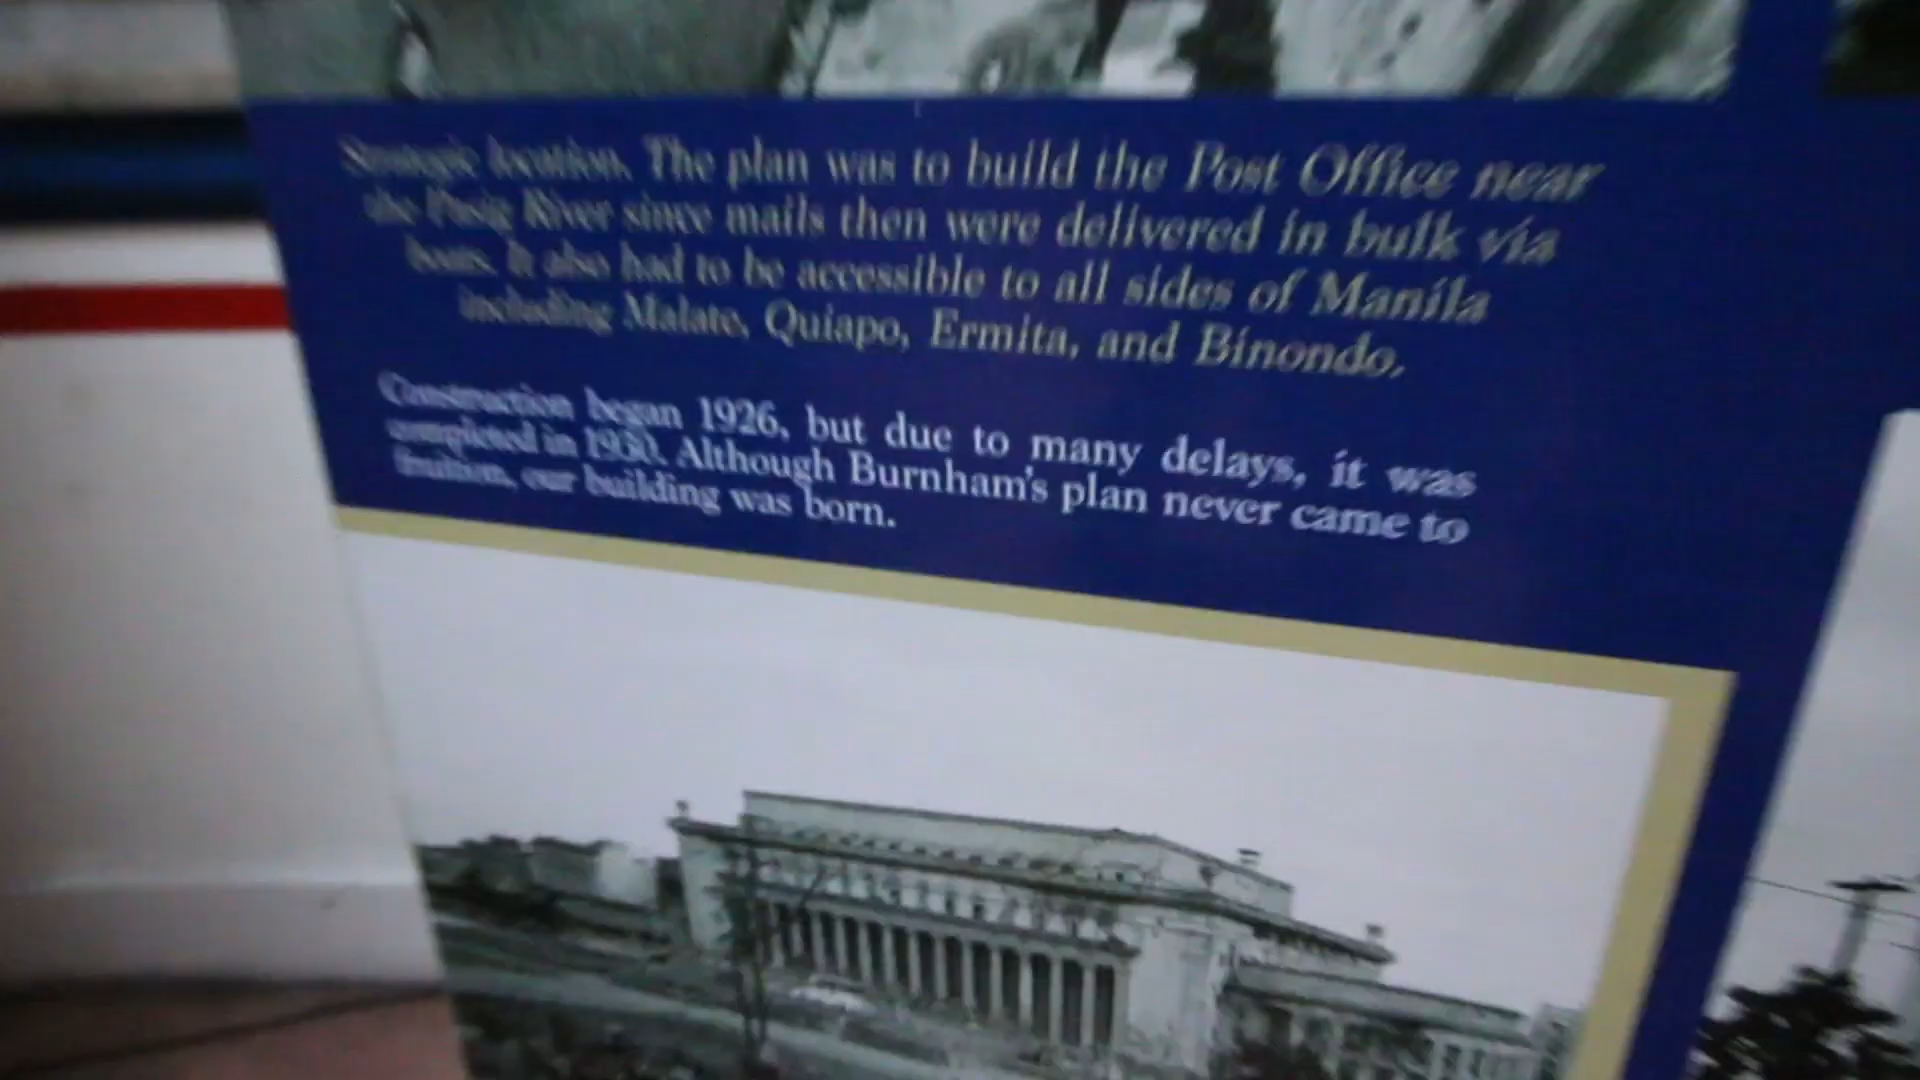 Strategic location. The plan was to build the Post Office near
the Pasig River since mails then were delivered in bulk via
boats. It also had to be accessible to all sides of Manila
including Malate, Quiapo, Ermita, and Binondo.
Construction began 1926, but due to many delays, it was
completed in 1930. Although Burnham's plan never came to
fruition, our building was born.